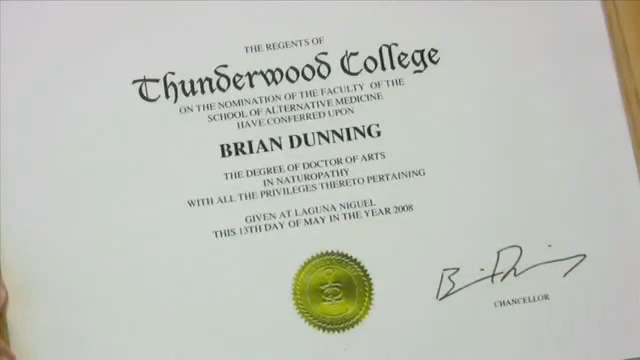 THE REGENTS OF
Thunderwood College
ON THE NOMINATION OF THE FACULTY OF THE
SCHOOL OF ALTERNATIVE MEDICINE
HAVE CONFERRED UPON
BRIAN DUNNING
THE DEGREE OF DOCTOR OF ARTS
IN NATUROPATHY
WITH ALL THE PRIVILEGES THERETO PERTAINING
GIVEN AT LAGUNA NIGUEL
THIS 13TH DAY OF MAY IN THE YEAR 2008
CHANCELLOR